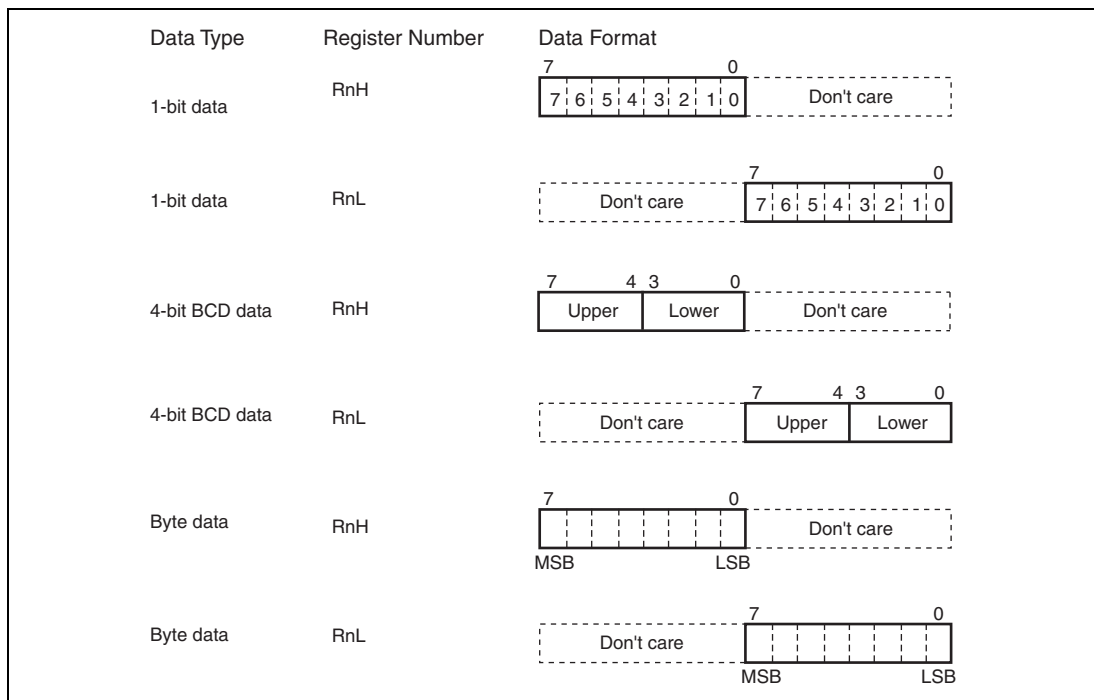 Data Type Register Number Data Format
7 0
1-bit data RnH 7 6 5 4 3 2 1 0 Don't care
7 0
1-bit data RnL Don't care 7 6 5 4 3 2 1 0
7 4 3 0
4-bit BCD data RnH Upper Lower Don't care
7 4 3 0
4-bit BCD data RnL Don't care Upper Lower
7 0
Byte data RnH Don't care
MSB LSB
7 0
Byte data RnL Don't care
MSB LSB